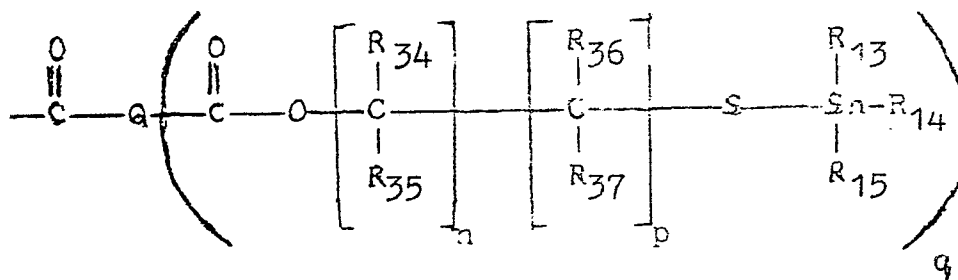 O O R34 R36 R13
C Q C O C C S Sn R14
R35 R37 R15
n p
q